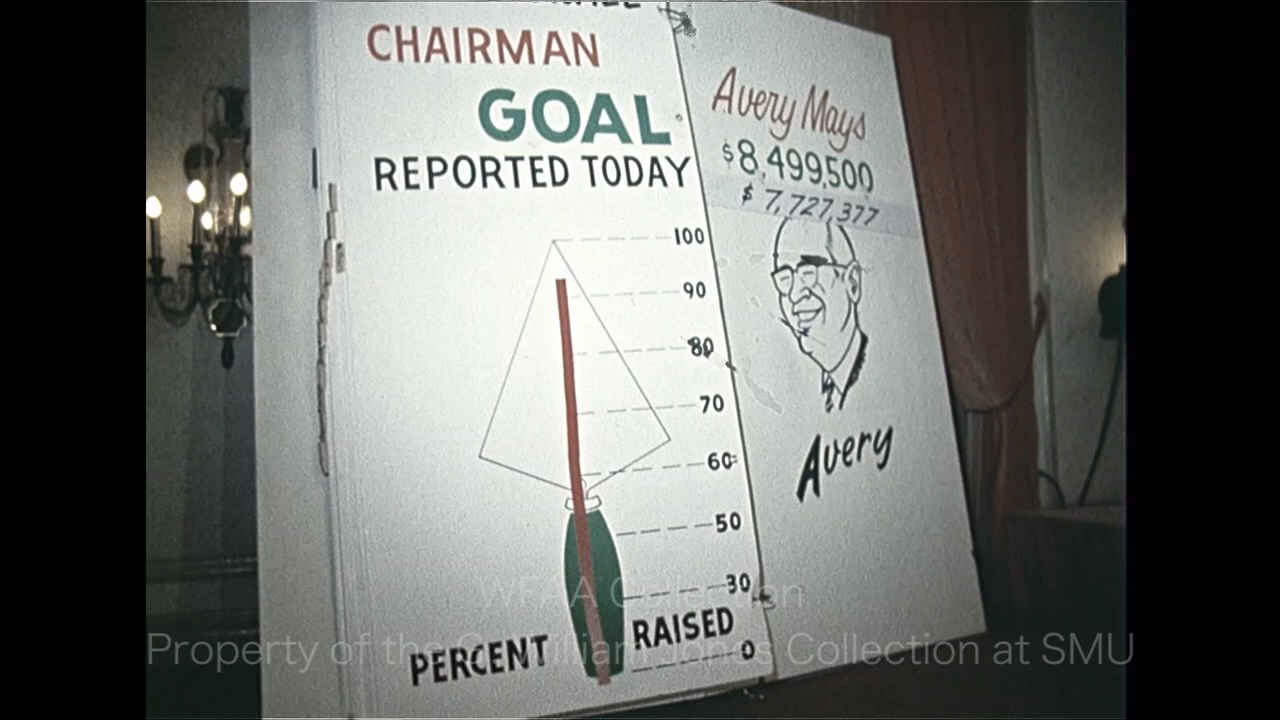 CHAIRMAN
Avery Mays
GOAL
$8,499,500
REPORTED TODAY
$7,727,377
100
90
80
70
60
50
30
0
PERCENT RAISED
Avery
WFAA Collection
Property of the G. William Jones Collection at SMU